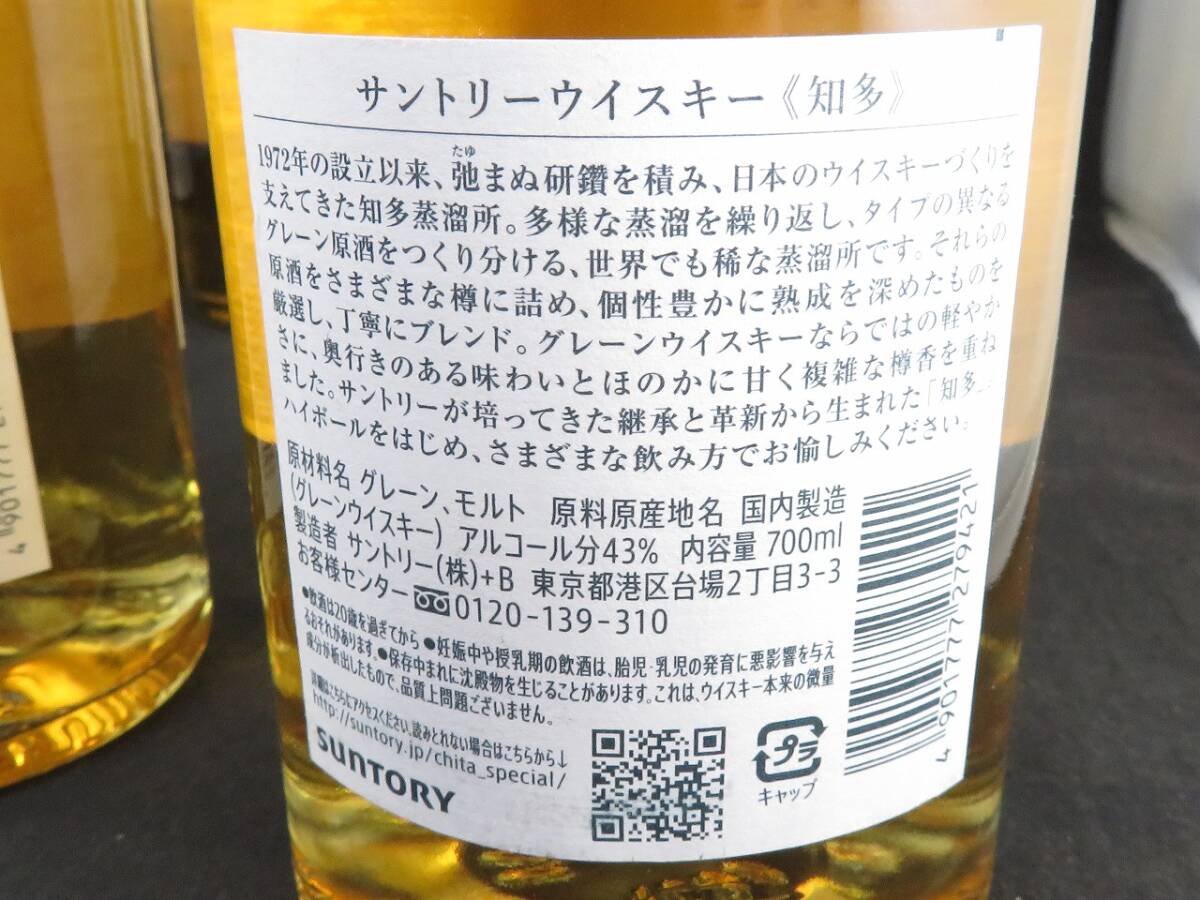 サントリーウイスキー《知多》
たゆ
1972年の設立以来、弛まぬ研鑽を積み、日本のウイスキーづくりを
支えてきた知多蒸溜所。多様な蒸溜を繰り返し、タイプの異なる
グレーン原酒をつくり分ける、世界でも稀な蒸溜所です。それらの
原酒をさまざまな樽に詰め、個性豊かに熟成を深めたものを
厳選し、丁寧にブレンド。グレーンウイスキーならではの軽やか
さに、奥行きのある味わいとほのかに甘く複雑な樽香を重ね
ました。サントリーが培ってきた継承と革新から生まれた「知多」。
ハイボールをはじめ、さまざまな飲み方でお愉しみください。
原材料名 グレーン、モルト 原料原産地名 国内製造
(グレーンウイスキー) アルコール分43% 内容量 700ml
製造者 サントリー(株)+B 東京都港区台場2丁目3-3
お客様センター 0120-139-310
●飲酒は20歳を過ぎてから ●妊娠中や授乳期の飲酒は、胎児・乳児の発育に悪影響を与え
るおそれがあります。●保存中まれに沈殿物を生じることがあります。これは、ウイスキー本来の微量
成分が析出したもので、品質上問題ございません。
詳細はこちらにアクセスください。読みとれない場合はこちらから↓
http://suntory.jp/chita_special/
SUNTORY
プラ
キャップ
4 901777 279421
4 901777 2